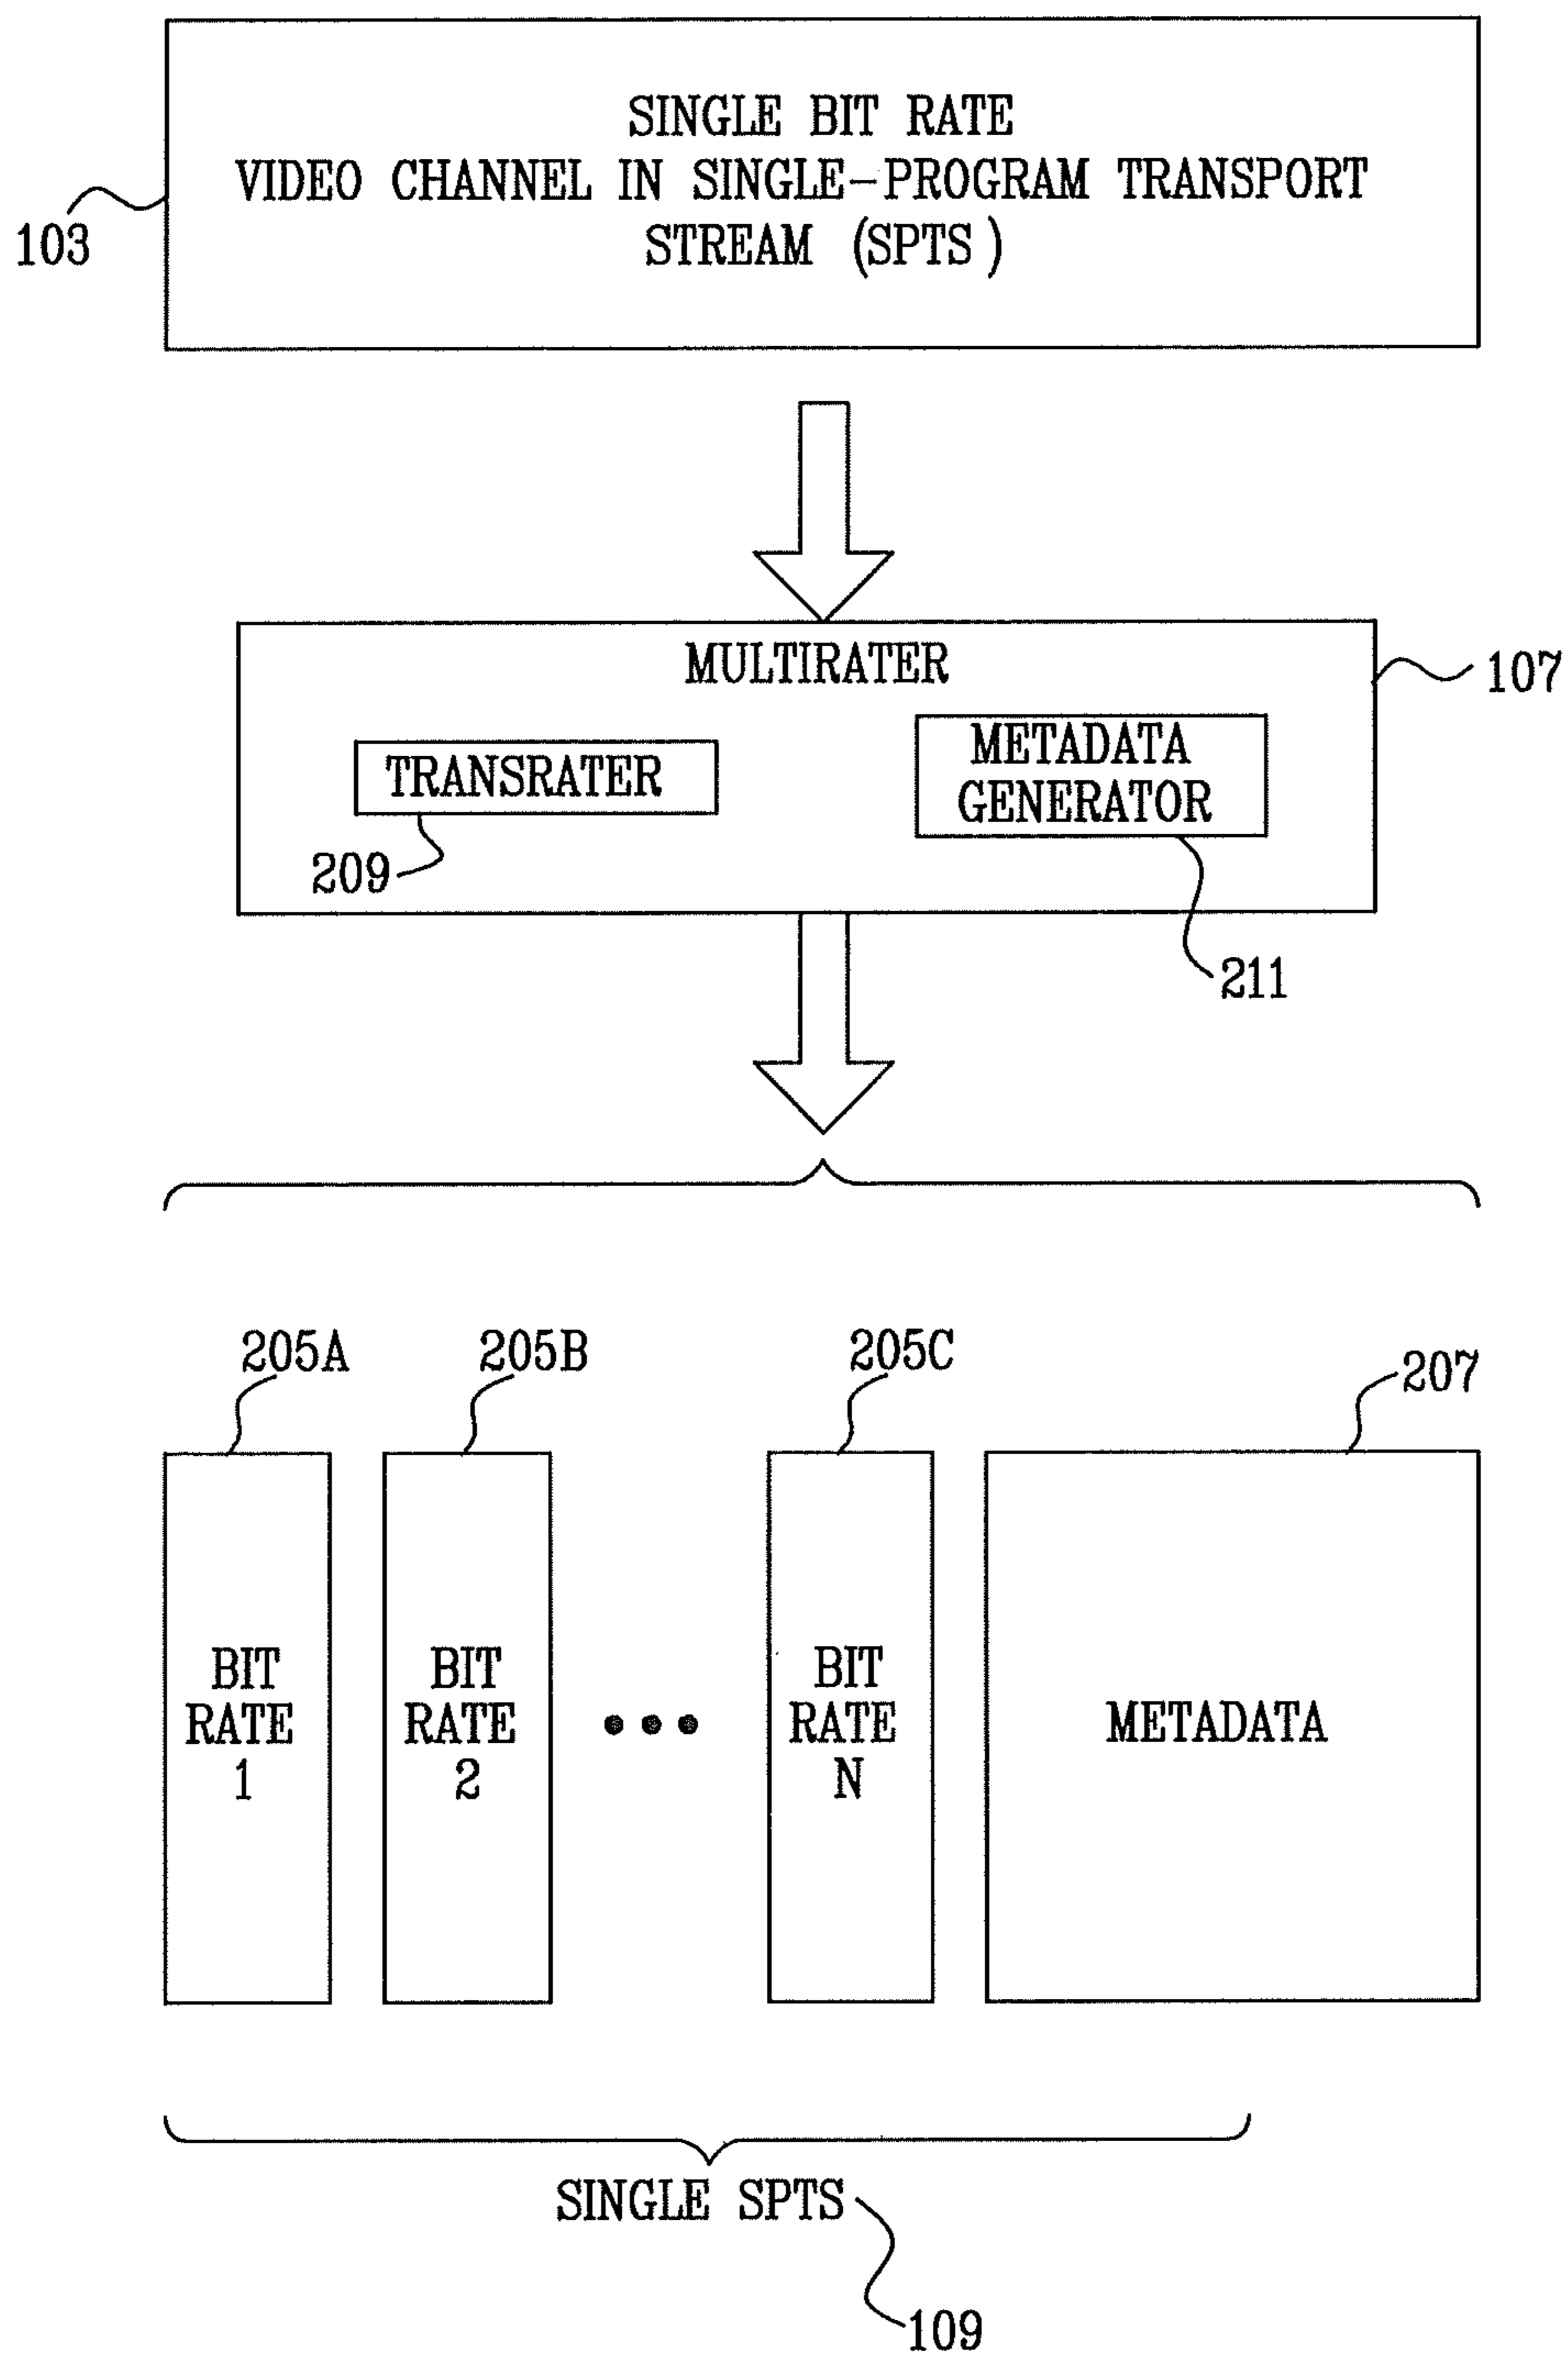 SINGLE BIT RATE
VIDEO CHANNEL IN SINGLE-PROGRAM TRANSPORT
STREAM (SPTS)
103
MULTIRATER
107
TRANSRATER
METADATA
GENERATOR
209
211
205A
205B
205C
207
BIT
RATE
1
BIT
RATE
2
BIT
RATE
N
METADATA
SINGLE SPTS
109